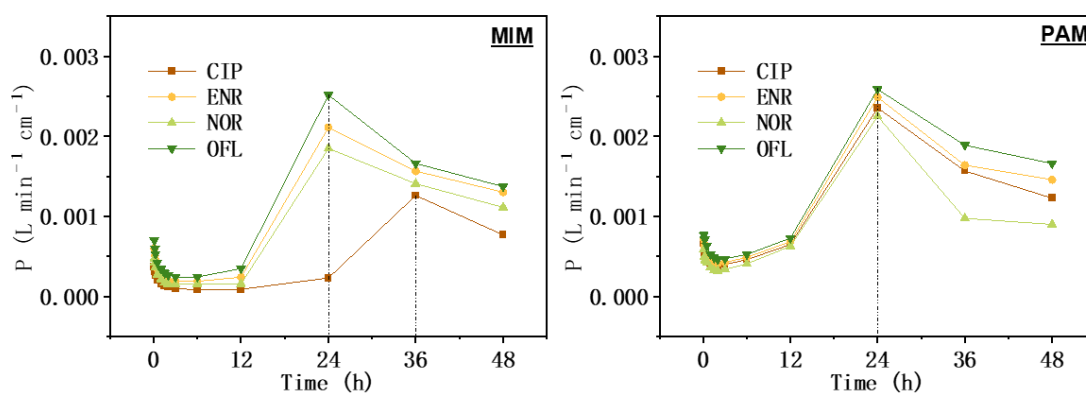 MIM
P (L min⁻¹ cm⁻¹)
0.003
0.002
0.001
0.000
CIP
ENR
NOR
OFL
0 12 24 36 48
Time (h)
PAM
P (L min⁻¹ cm⁻¹)
0.003
0.002
0.001
0.000
CIP
ENR
NOR
OFL
0 12 24 36 48
Time (h)